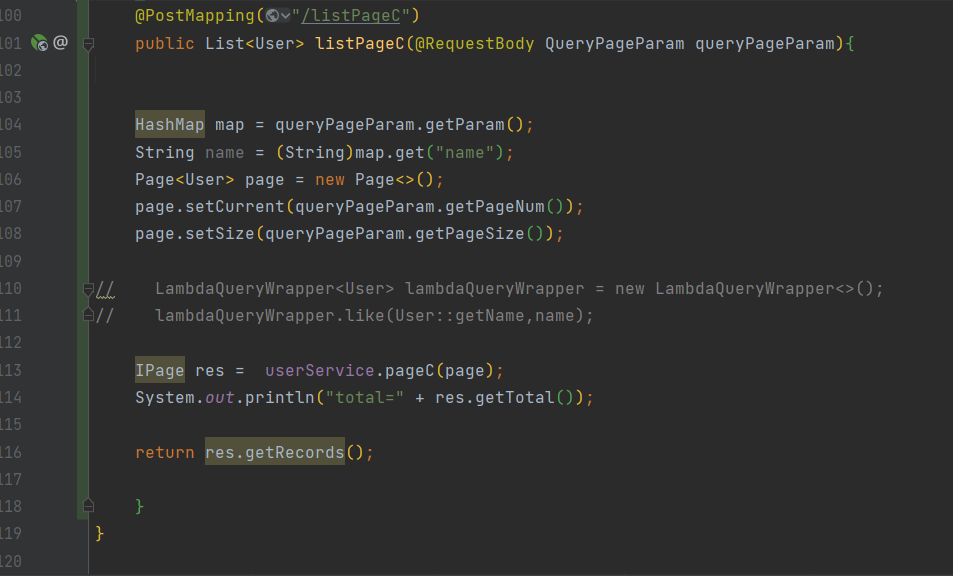 100 @PostMapping("/listPageC")
101 @ public List<User> listPageC(@RequestBody QueryPageParam queryPageParam){
102
103
104 HashMap map = queryPageParam.getParam();
105 String name = (String)map.get("name");
106 Page<User> page = new Page<>();
107 page.setCurrent(queryPageParam.getPageNum());
108 page.setSize(queryPageParam.getPageSize());
109
110 // LambdaQueryWrapper<User> lambdaQueryWrapper = new LambdaQueryWrapper<>();
111 // lambdaQueryWrapper.like(User::getName,name);
112
113 IPage res =  userService.pageC(page);
114 System.out.println("total=" + res.getTotal());
115
116 return res.getRecords();
117
118 }
119 }
120